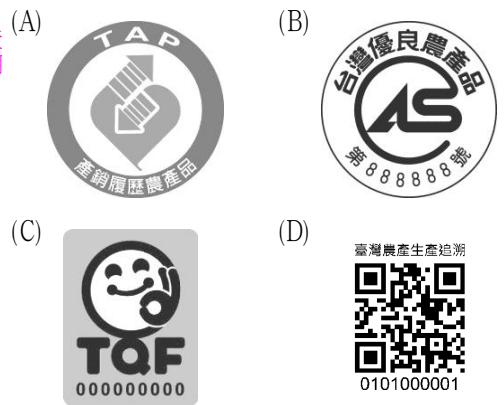 (A)
TAP
產銷履歷農產品
(B)
台灣優良農產品
CAS
第888888號
(C)
TQF
000000000
(D)
臺灣農產生產追溯
0101000001